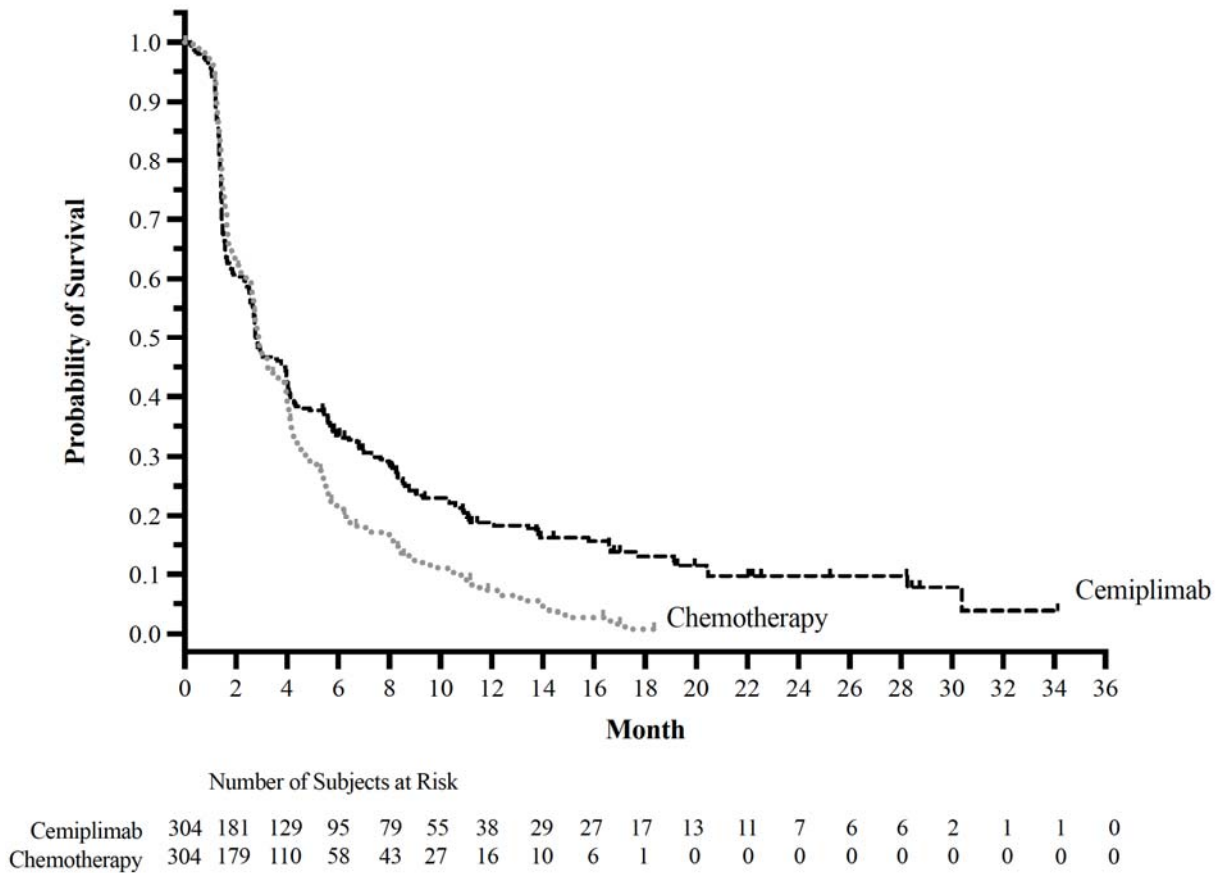 1.0
0.9
0.8
0.7
0.6
0.5
0.4
0.3
0.2
0.1
0.0
Probability of Survival
Cemiplimab
Chemotherapy
0 2 4 6 8 10 12 14 16 18 20 22 24 26 28 30 32 34 36
Month
Number of Subjects at Risk
Cemiplimab 304 181 129 95 79 55 38 29 27 17 13 11 7 6 6 2 1 1 0
Chemotherapy 304 179 110 58 43 27 16 10 6 1 0 0 0 0 0 0 0 0 0